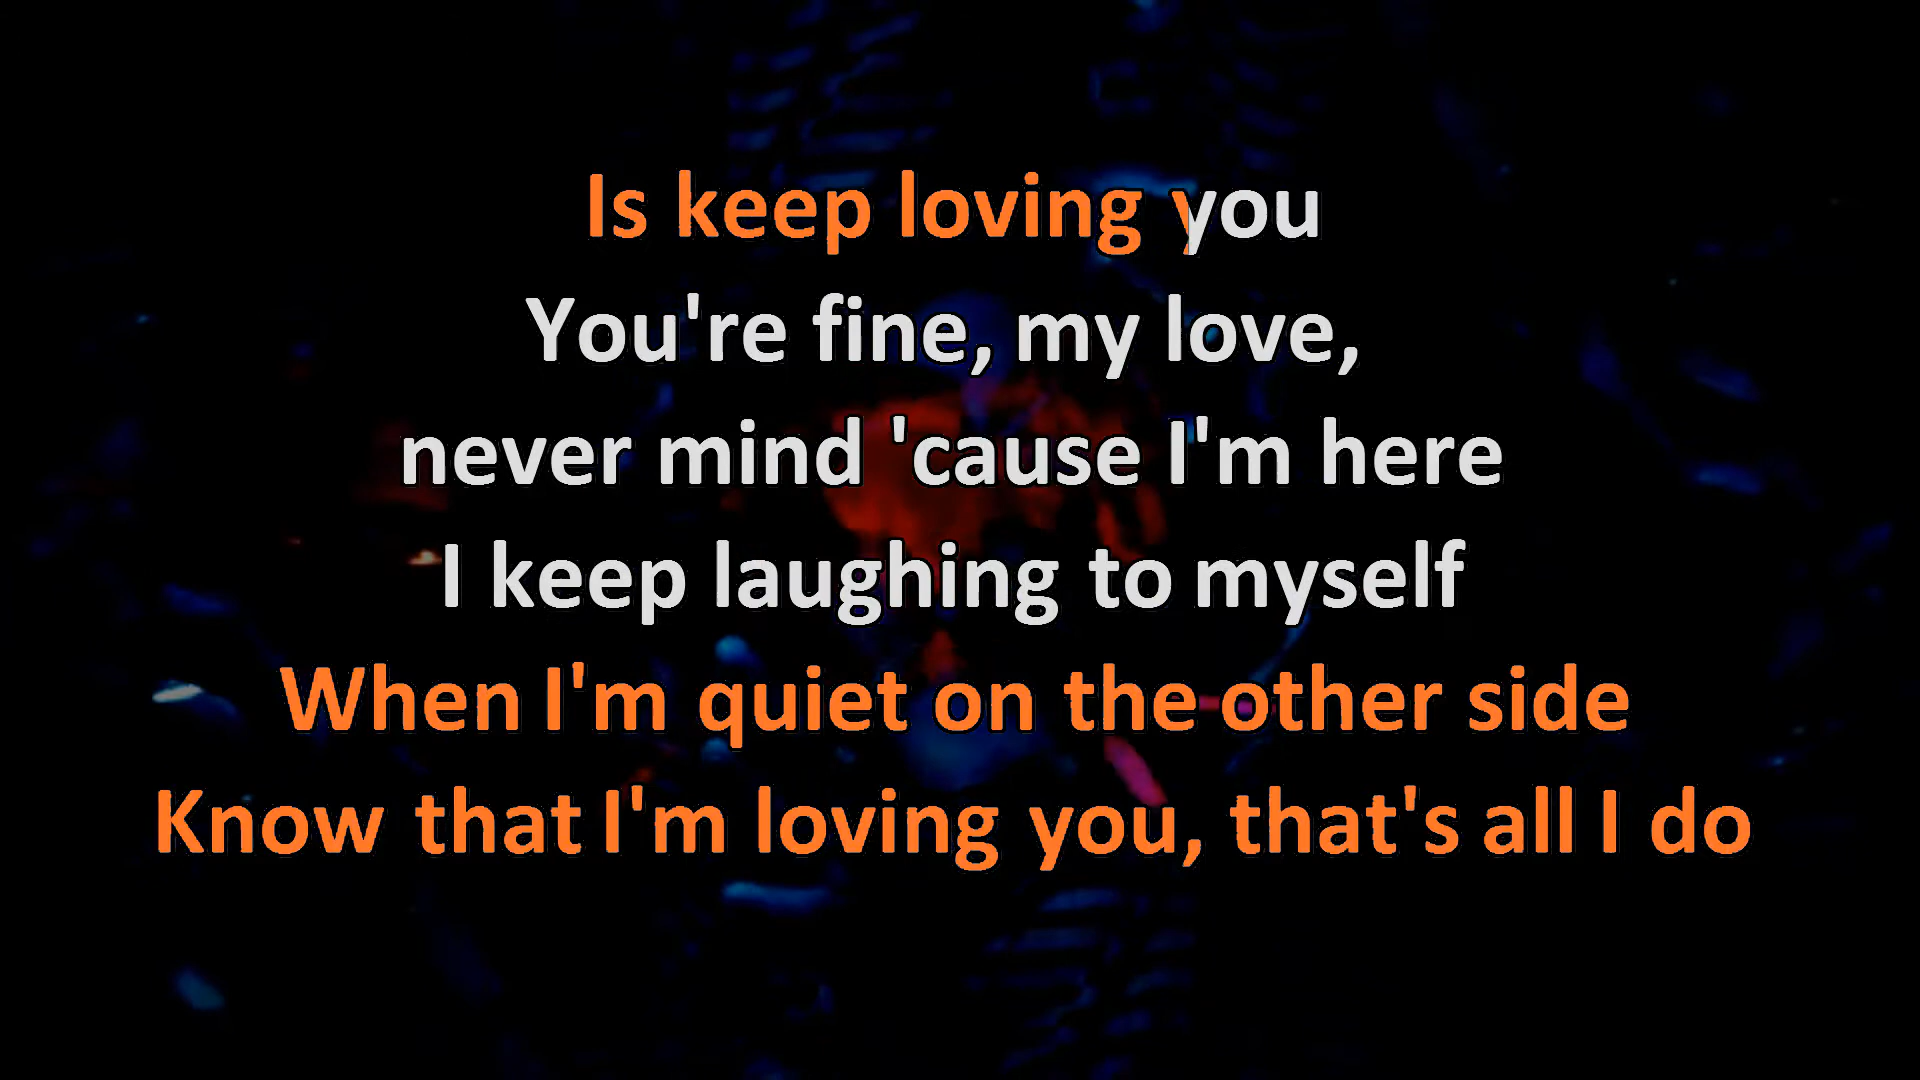 Is keep loving you
You're fine, my love,
never mind 'cause I'm here
I keep laughing to myself
When I'm quiet on the other side
Know that I'm loving you, that's all I do